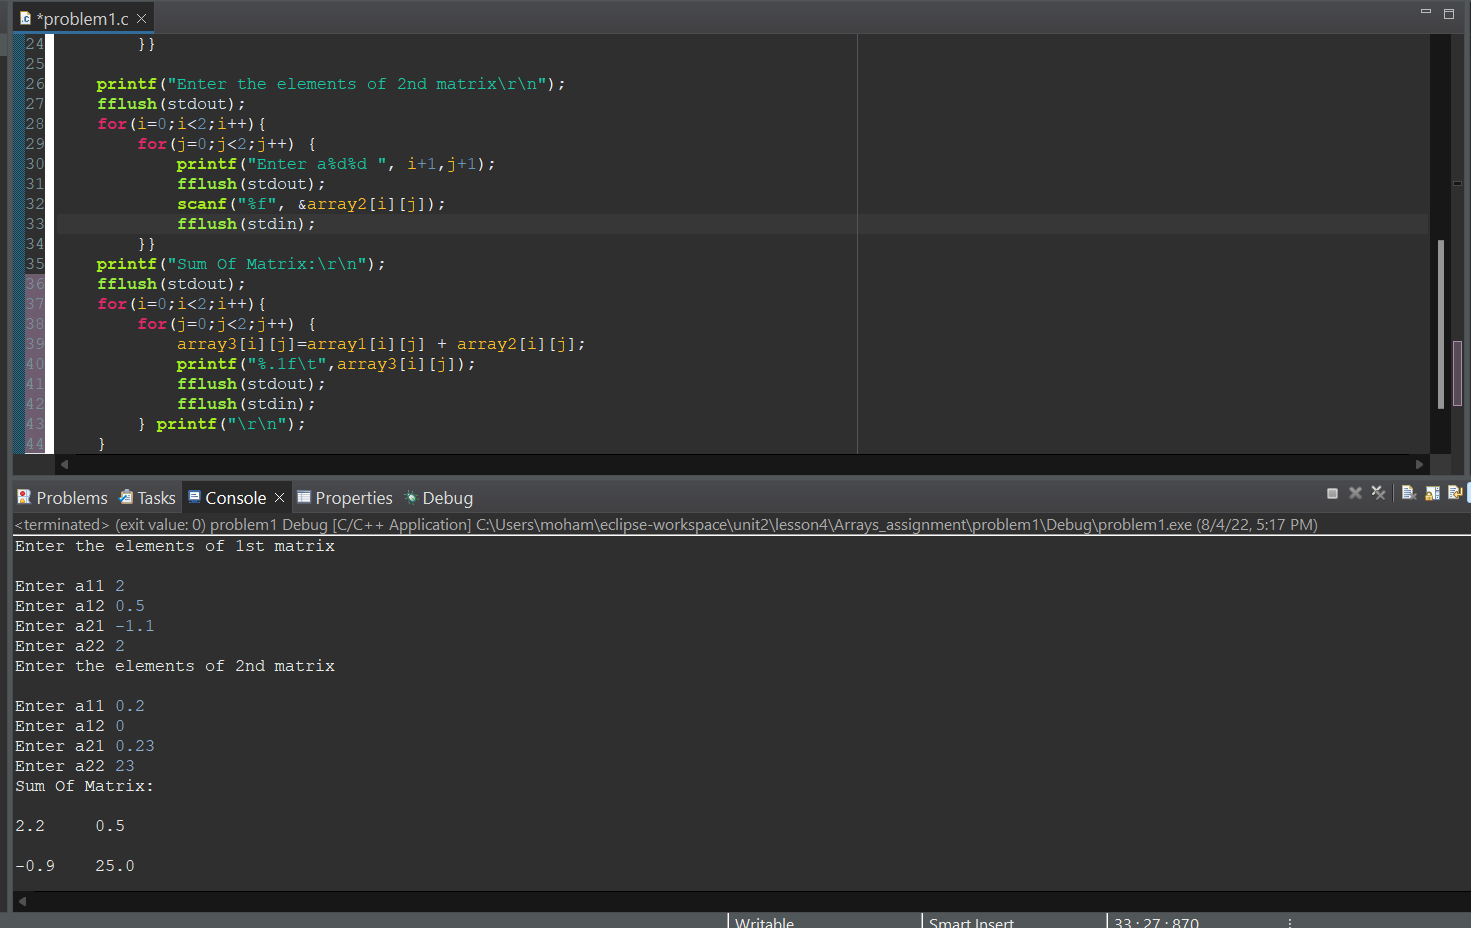 *problem1.c
24 }}
25
26 printf("Enter the elements of 2nd matrix\r\n");
27 fflush(stdout);
28 for(i=0;i<2;i++){
29 for(j=0;j<2;j++) {
30 printf("Enter a%d%d ", i+1,j+1);
31 fflush(stdout);
32 scanf("%f", &array2[i][j]);
33 fflush(stdin);
34 }}
35 printf("Sum Of Matrix:\r\n");
36 fflush(stdout);
37 for(i=0;i<2;i++){
38 for(j=0;j<2;j++) {
39 array3[i][j]=array1[i][j] + array2[i][j];
40 printf("%.1f\t",array3[i][j]);
41 fflush(stdout);
42 fflush(stdin);
43 } printf("\r\n");
44 }
Problems Tasks Console Properties Debug
<terminated> (exit value: 0) problem1 Debug [C/C++ Application] C:\Users\moham\eclipse-workspace\unit2\lesson4\Arrays_assignment\problem1\Debug\problem1.exe (8/4/22, 5:17 PM)
Enter the elements of 1st matrix
Enter a11 2
Enter a12 0.5
Enter a21 -1.1
Enter a22 2
Enter the elements of 2nd matrix
Enter a11 0.2
Enter a12 0
Enter a21 0.23
Enter a22 23
Sum Of Matrix:
2.2 0.5
-0.9 25.0
Writable Smart Insert 33 : 27 : 870